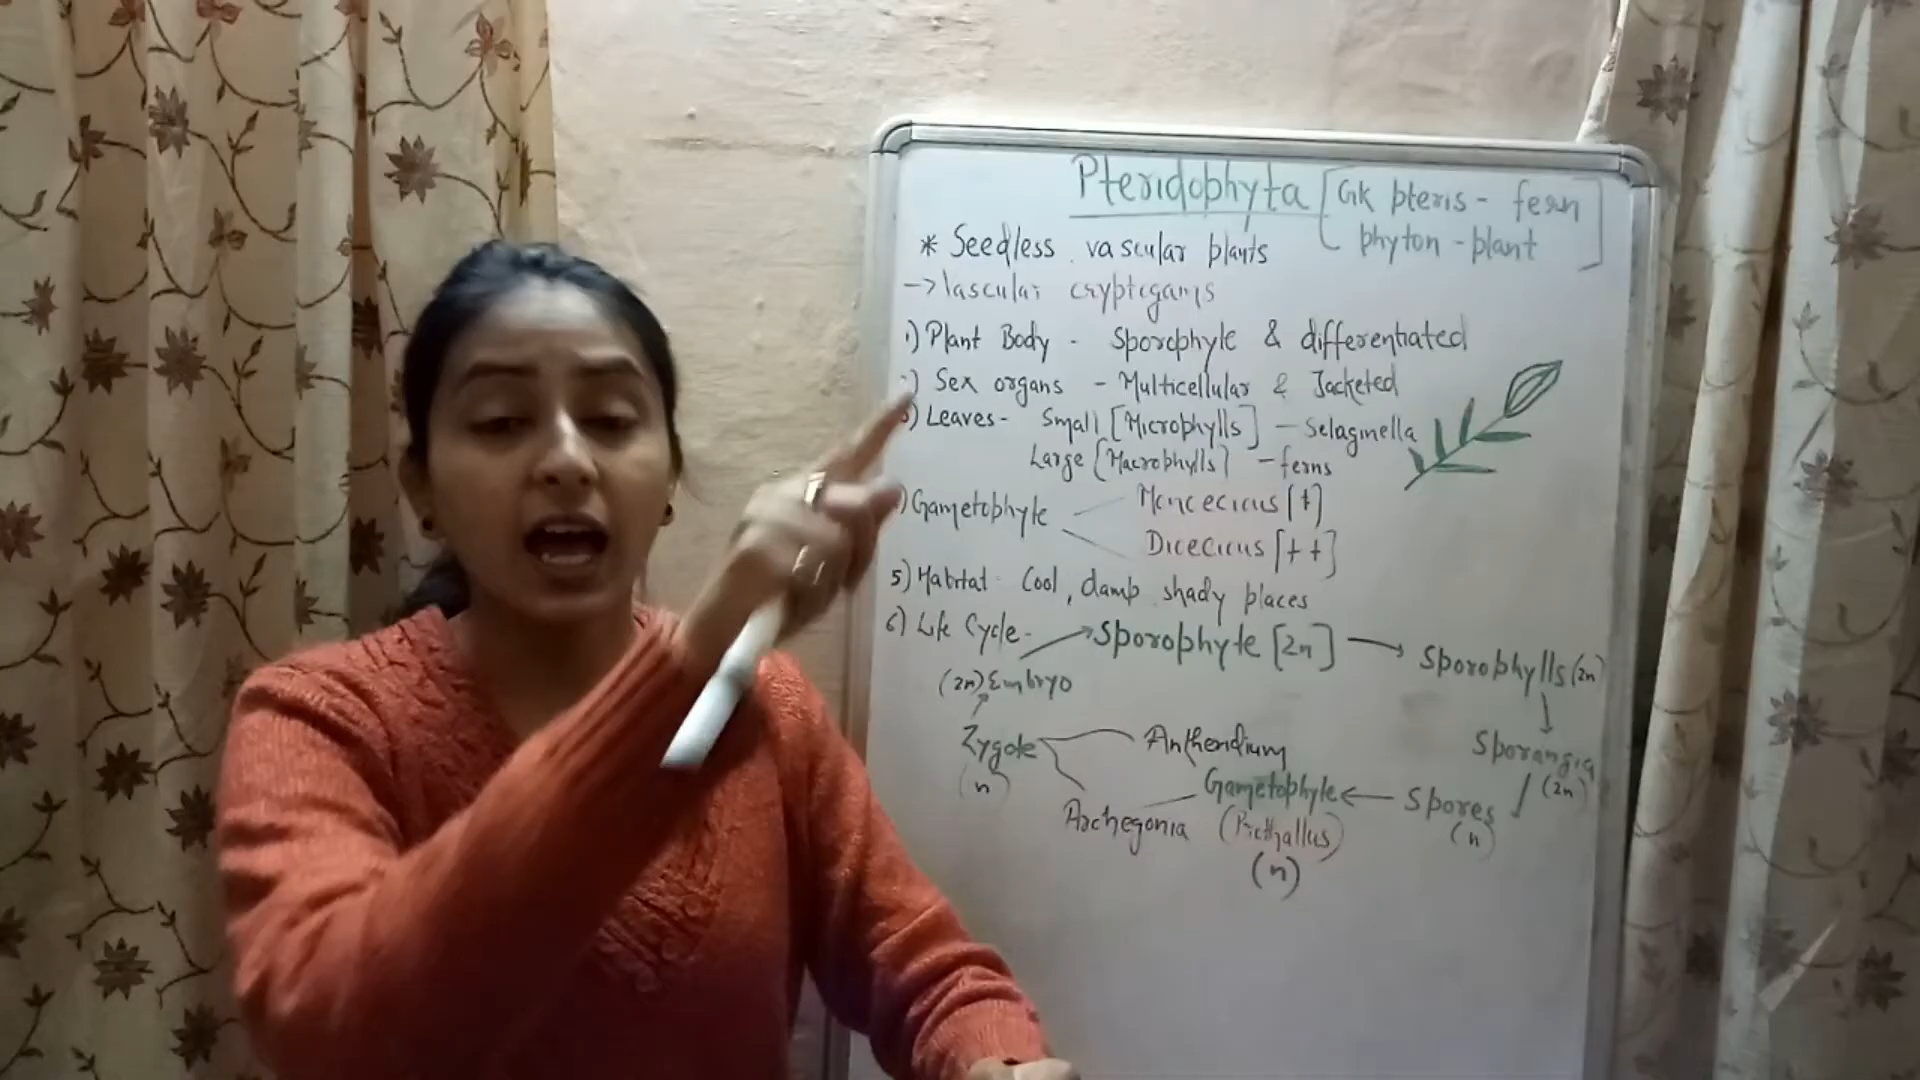 Pteridophyta [Gk pteris - fern
phyton - plant]
* Seedless vascular plants
→ Vascular cryptogams
1) Plant Body - Sporophyte & differentiated
2) Sex organs - Multicellular & Jacketed
3) Leaves - Small [Microphylls] - Selaginella
Large [Macrophylls] - ferns
) Gametophyte
Monoecious [+]
Dioecious [++]
5) Habitat - Cool, damp shady places
6) Life Cycle -
→ Sporophyte [2n] →
Sporophylls (2n)
(2n) Embryo
Zygote
(n)
Antheridium
Sporangia
(2n)
Gametophyte ← Spores
(n)
Archegonia
(Prothallus)
(n)